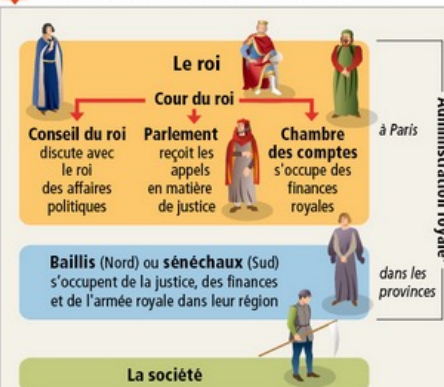 Le roi
Cour du roi
Conseil du roi
discute avec
le roi
des affaires
politiques
Parlement
reçoit les
appels
en matière
de justice
Chambre
des comptes
s'occupe des
finances
royales
à Paris
Administration royale
Baillis (Nord) ou sénéchaux (Sud)
s'occupent de la justice, des finances
et de l'armée royale dans leur région
dans les
provinces
La société